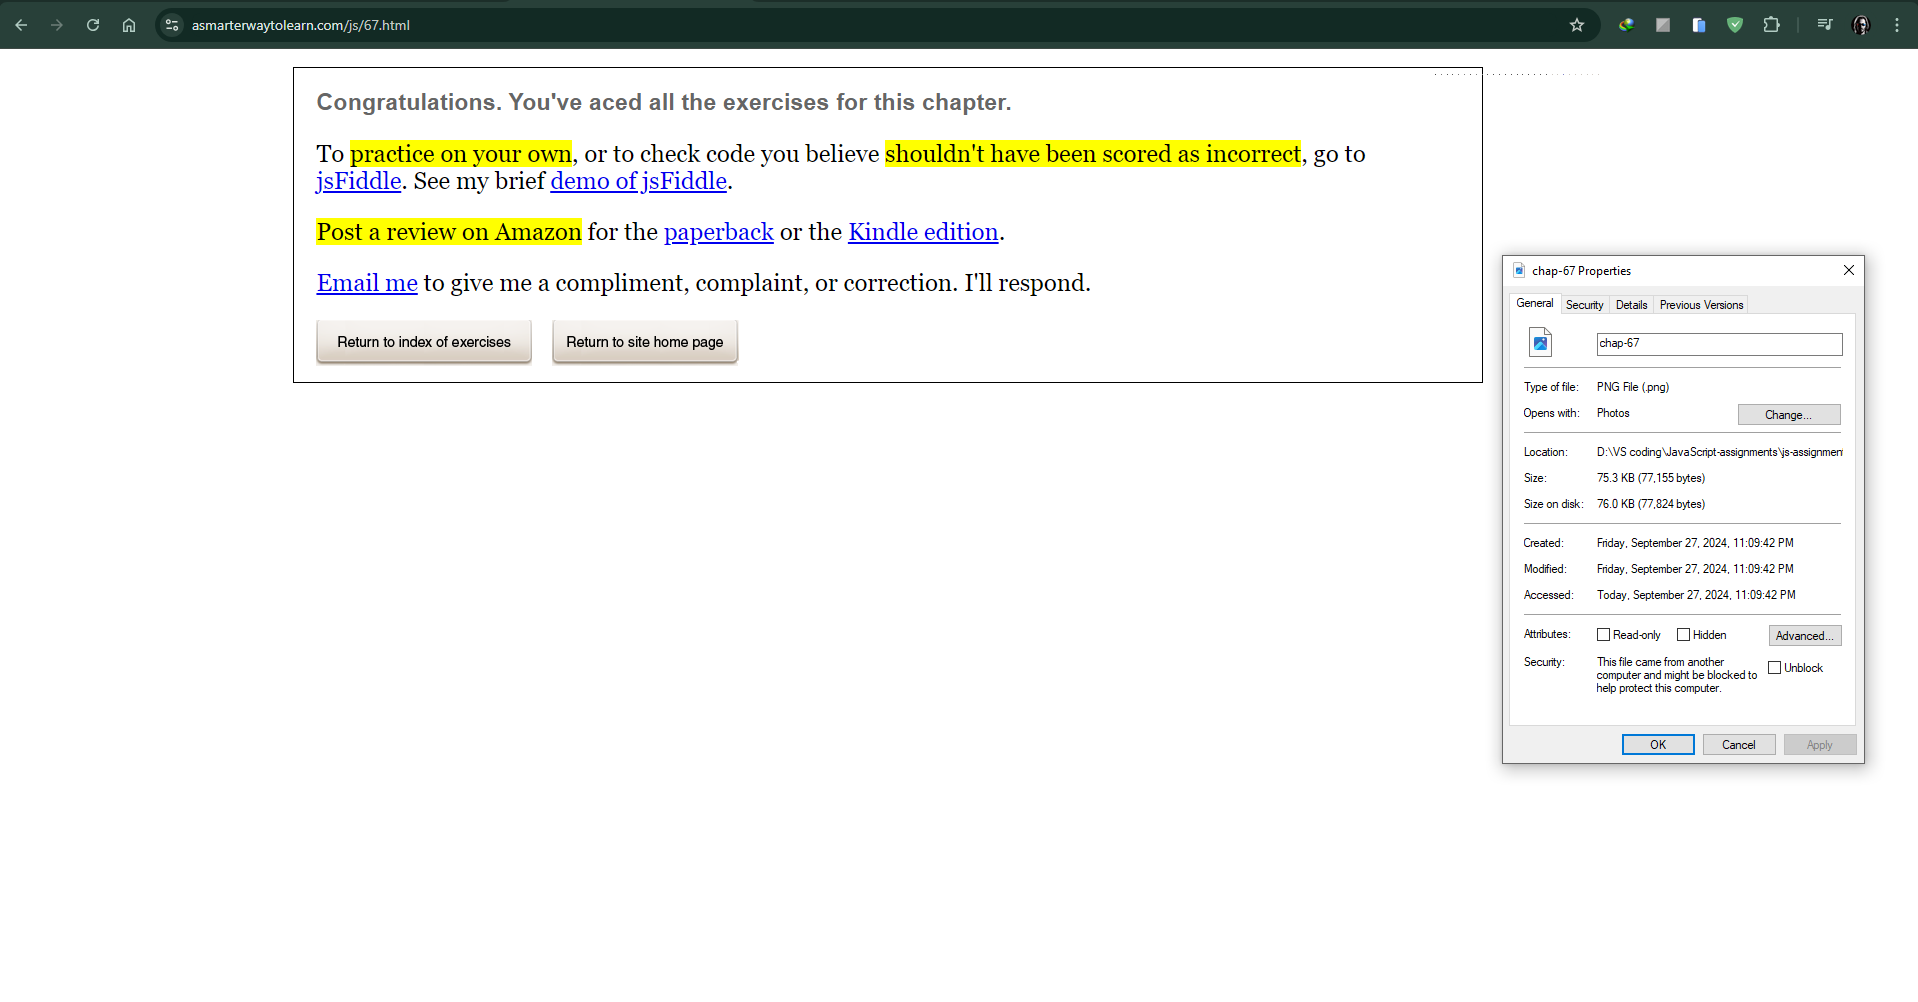 asmarterwaytolearn.com/js/67.html
Congratulations. You've aced all the exercises for this chapter.
To practice on your own, or to check code you believe shouldn't have been scored as incorrect, go to
jsFiddle. See my brief demo of jsFiddle.
Post a review on Amazon for the paperback or the Kindle edition.
Email me to give me a compliment, complaint, or correction. I'll respond.
Return to index of exercises
Return to site home page
chap-67 Properties
General Security Details Previous Versions
chap-67
Type of file: PNG File (.png)
Opens with: Photos Change...
Location: D:\VS coding\JavaScript-assignments\js-assignmen
Size: 75.3 KB (77,155 bytes)
Size on disk: 76.0 KB (77,824 bytes)
Created: Friday, September 27, 2024, 11:09:42 PM
Modified: Friday, September 27, 2024, 11:09:42 PM
Accessed: Today, September 27, 2024, 11:09:42 PM
Attributes: Read-only Hidden Advanced...
Security: This file came from another
computer and might be blocked to
help protect this computer.
Unblock
OK Cancel Apply